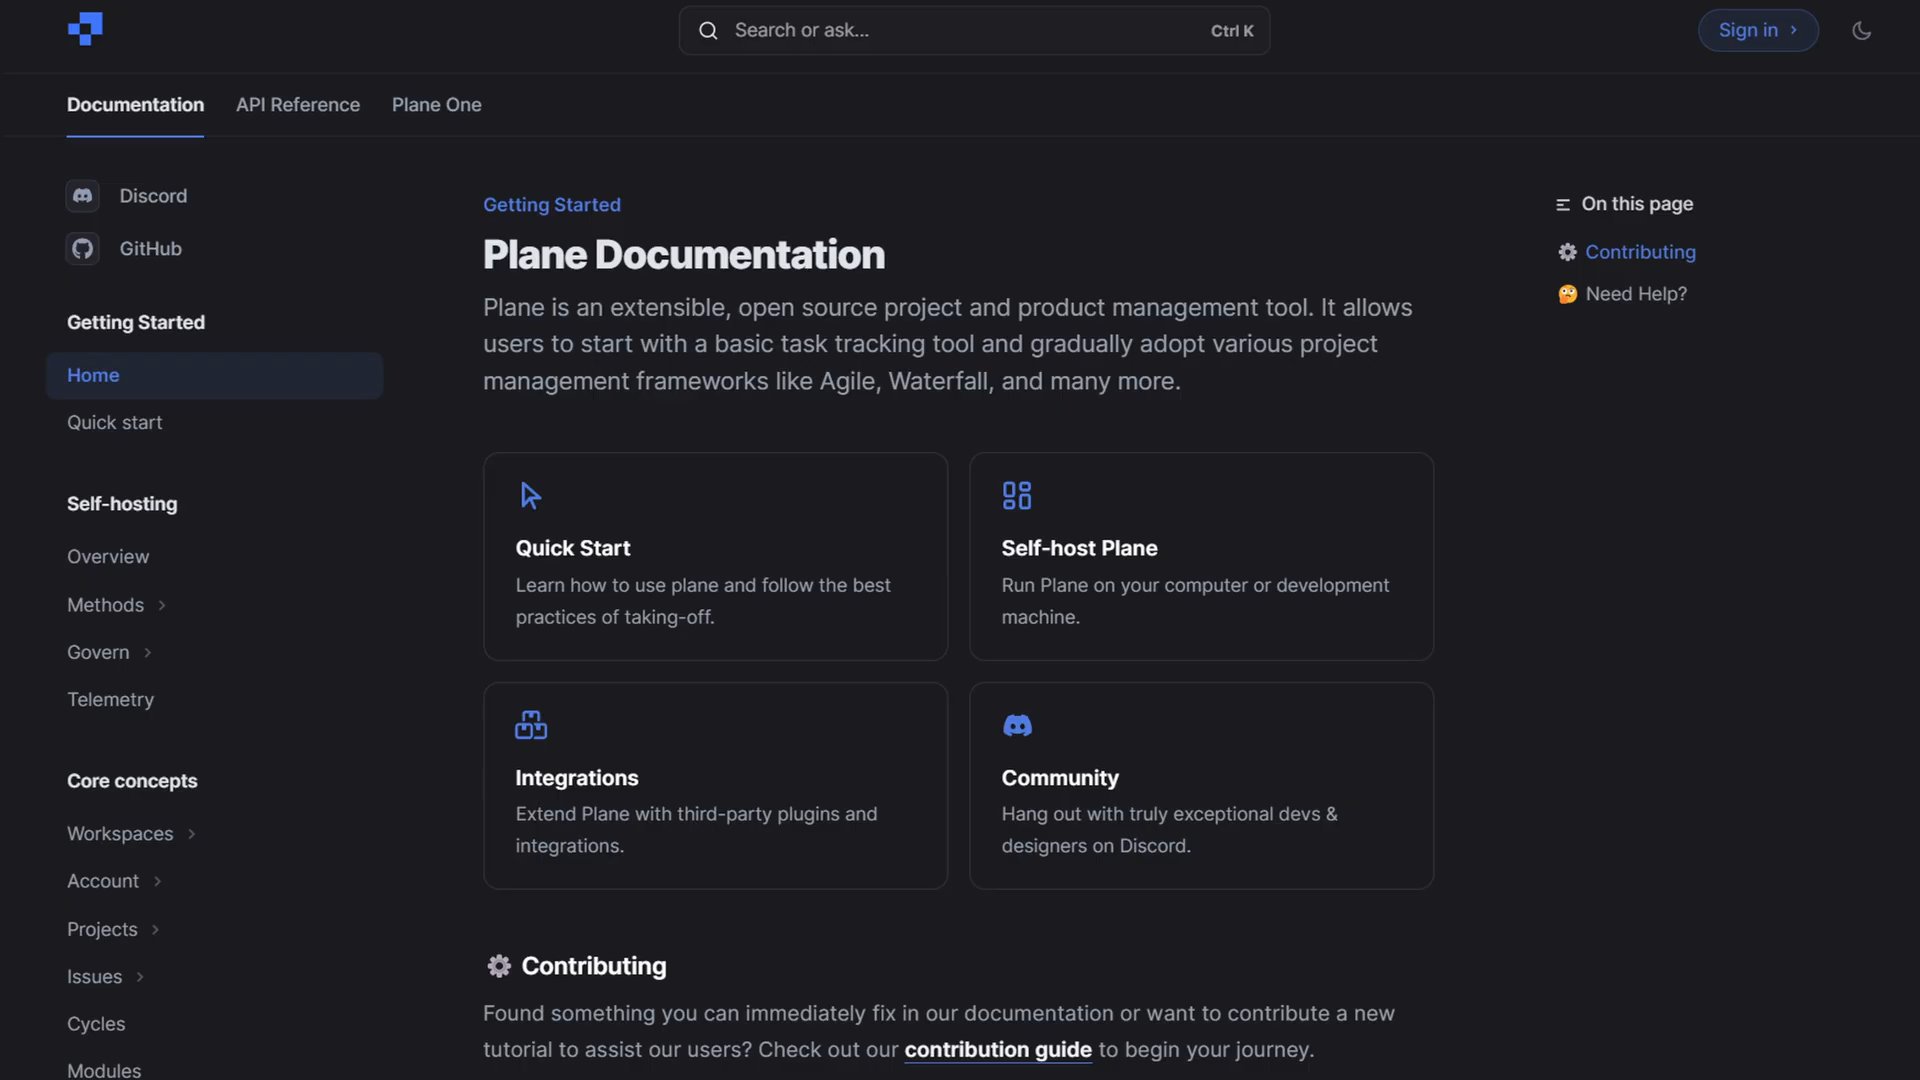 Search or ask...
Ctrl K
Sign in
Documentation
API Reference
Plane One
Discord
GitHub
Getting Started
Home
Quick start
Self-hosting
Overview
Methods
Govern
Telemetry
Core concepts
Workspaces
Account
Projects
Issues
Cycles
Modules
Getting Started
Plane Documentation
Plane is an extensible, open source project and product management tool. It allows
users to start with a basic task tracking tool and gradually adopt various project
management frameworks like Agile, Waterfall, and many more.
Quick Start
Learn how to use plane and follow the best
practices of taking-off.
Self-host Plane
Run Plane on your computer or development
machine.
Integrations
Extend Plane with third-party plugins and
integrations.
Community
Hang out with truly exceptional devs &
designers on Discord.
Contributing
Found something you can immediately fix in our documentation or want to contribute a new
tutorial to assist our users? Check out our contribution guide to begin your journey.
On this page
Contributing
Need Help?